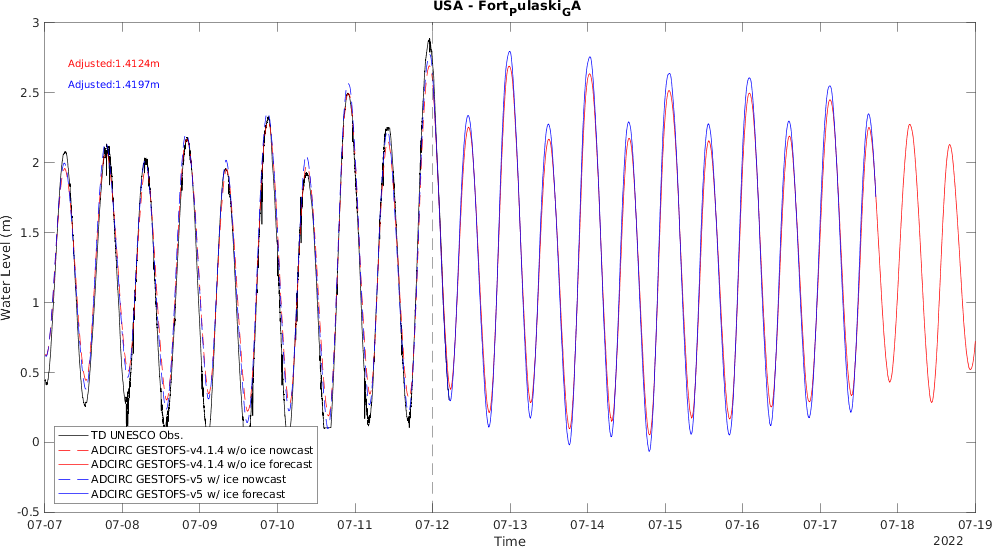 USA - FortPulaskiGA
Adjusted:1.4124m
Adjusted:1.4197m
Water Level (m)
3
2.5
2
1.5
1
0.5
0
-0.5
TD UNESCO Obs.
ADCIRC GESTOFS-v4.1.4 w/o ice nowcast
ADCIRC GESTOFS-v4.1.4 w/o ice forecast
ADCIRC GESTOFS-v5 w/ ice nowcast
ADCIRC GESTOFS-v5 w/ ice forecast
07-07 07-08 07-09 07-10 07-11 07-12 07-13 07-14 07-15 07-16 07-17 07-18 07-19
Time
2022